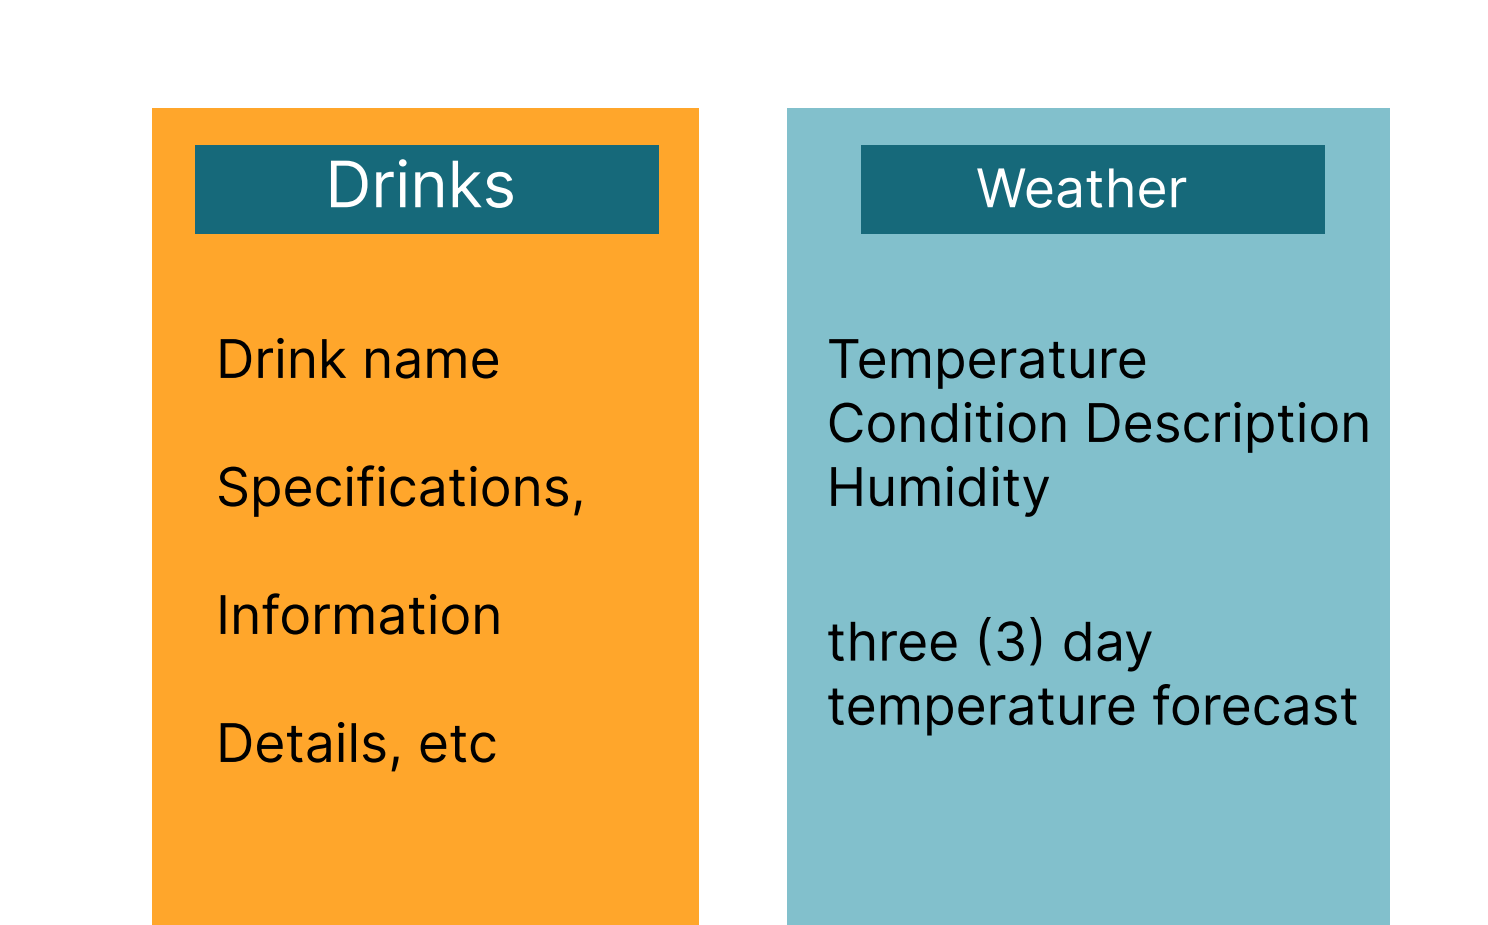 Drinks
Drink name
Specifications,
Information
Details, etc
Weather
Temperature
Condition Description
Humidity
three (3) day
temperature forecast